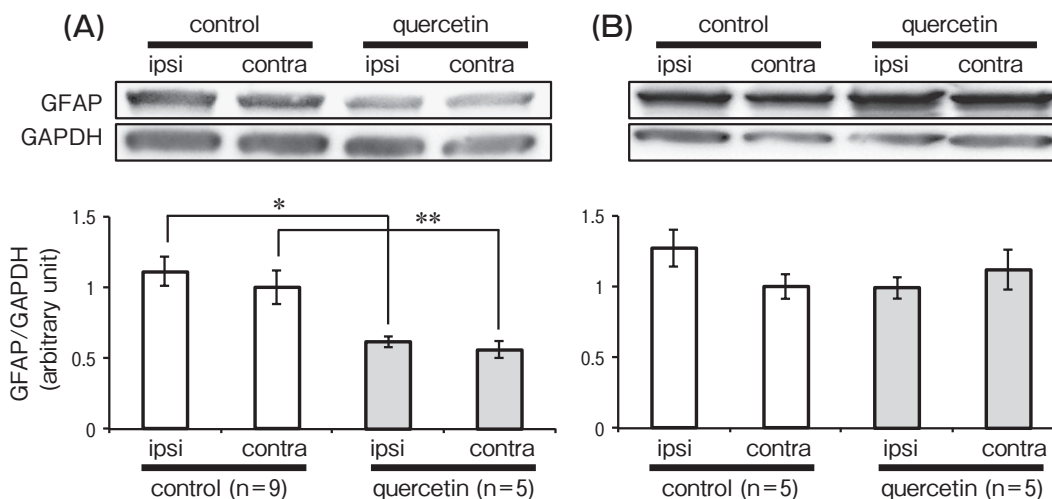 (A) control quercetin (B) control quercetin
ipsi contra ipsi contra ipsi contra ipsi contra
GFAP
GAPDH
* **
GFAP/GAPDH
(arbitrary unit)
1.5 1.5
1 1
0.5 0.5
0 0
ipsi contra ipsi contra ipsi contra ipsi contra
control (n=9) quercetin (n=5) control (n=5) quercetin (n=5)